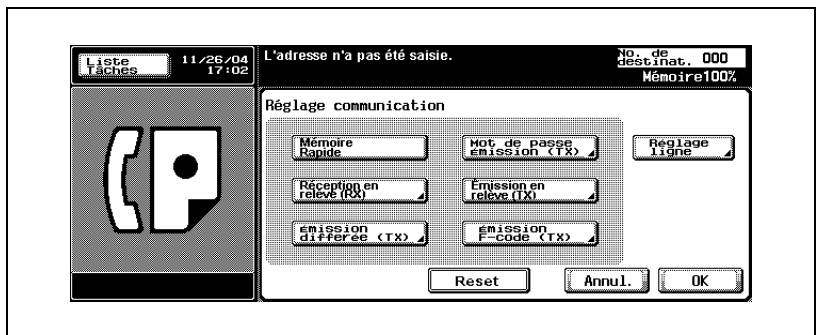 Liste
Tâches
11/26/04
17:02
L'adresse n'a pas été saisie.
No. de
destinat. 000
Mémoire100%
Réglage communication
Mémoire
Rapide
Mot de passe
émission (TX)
Réglage
ligne
Réception en
relève (RX)
Émission en
relève (TX)
émission
différée (TX)
émission
F-code (TX)
Reset
Annul.
OK